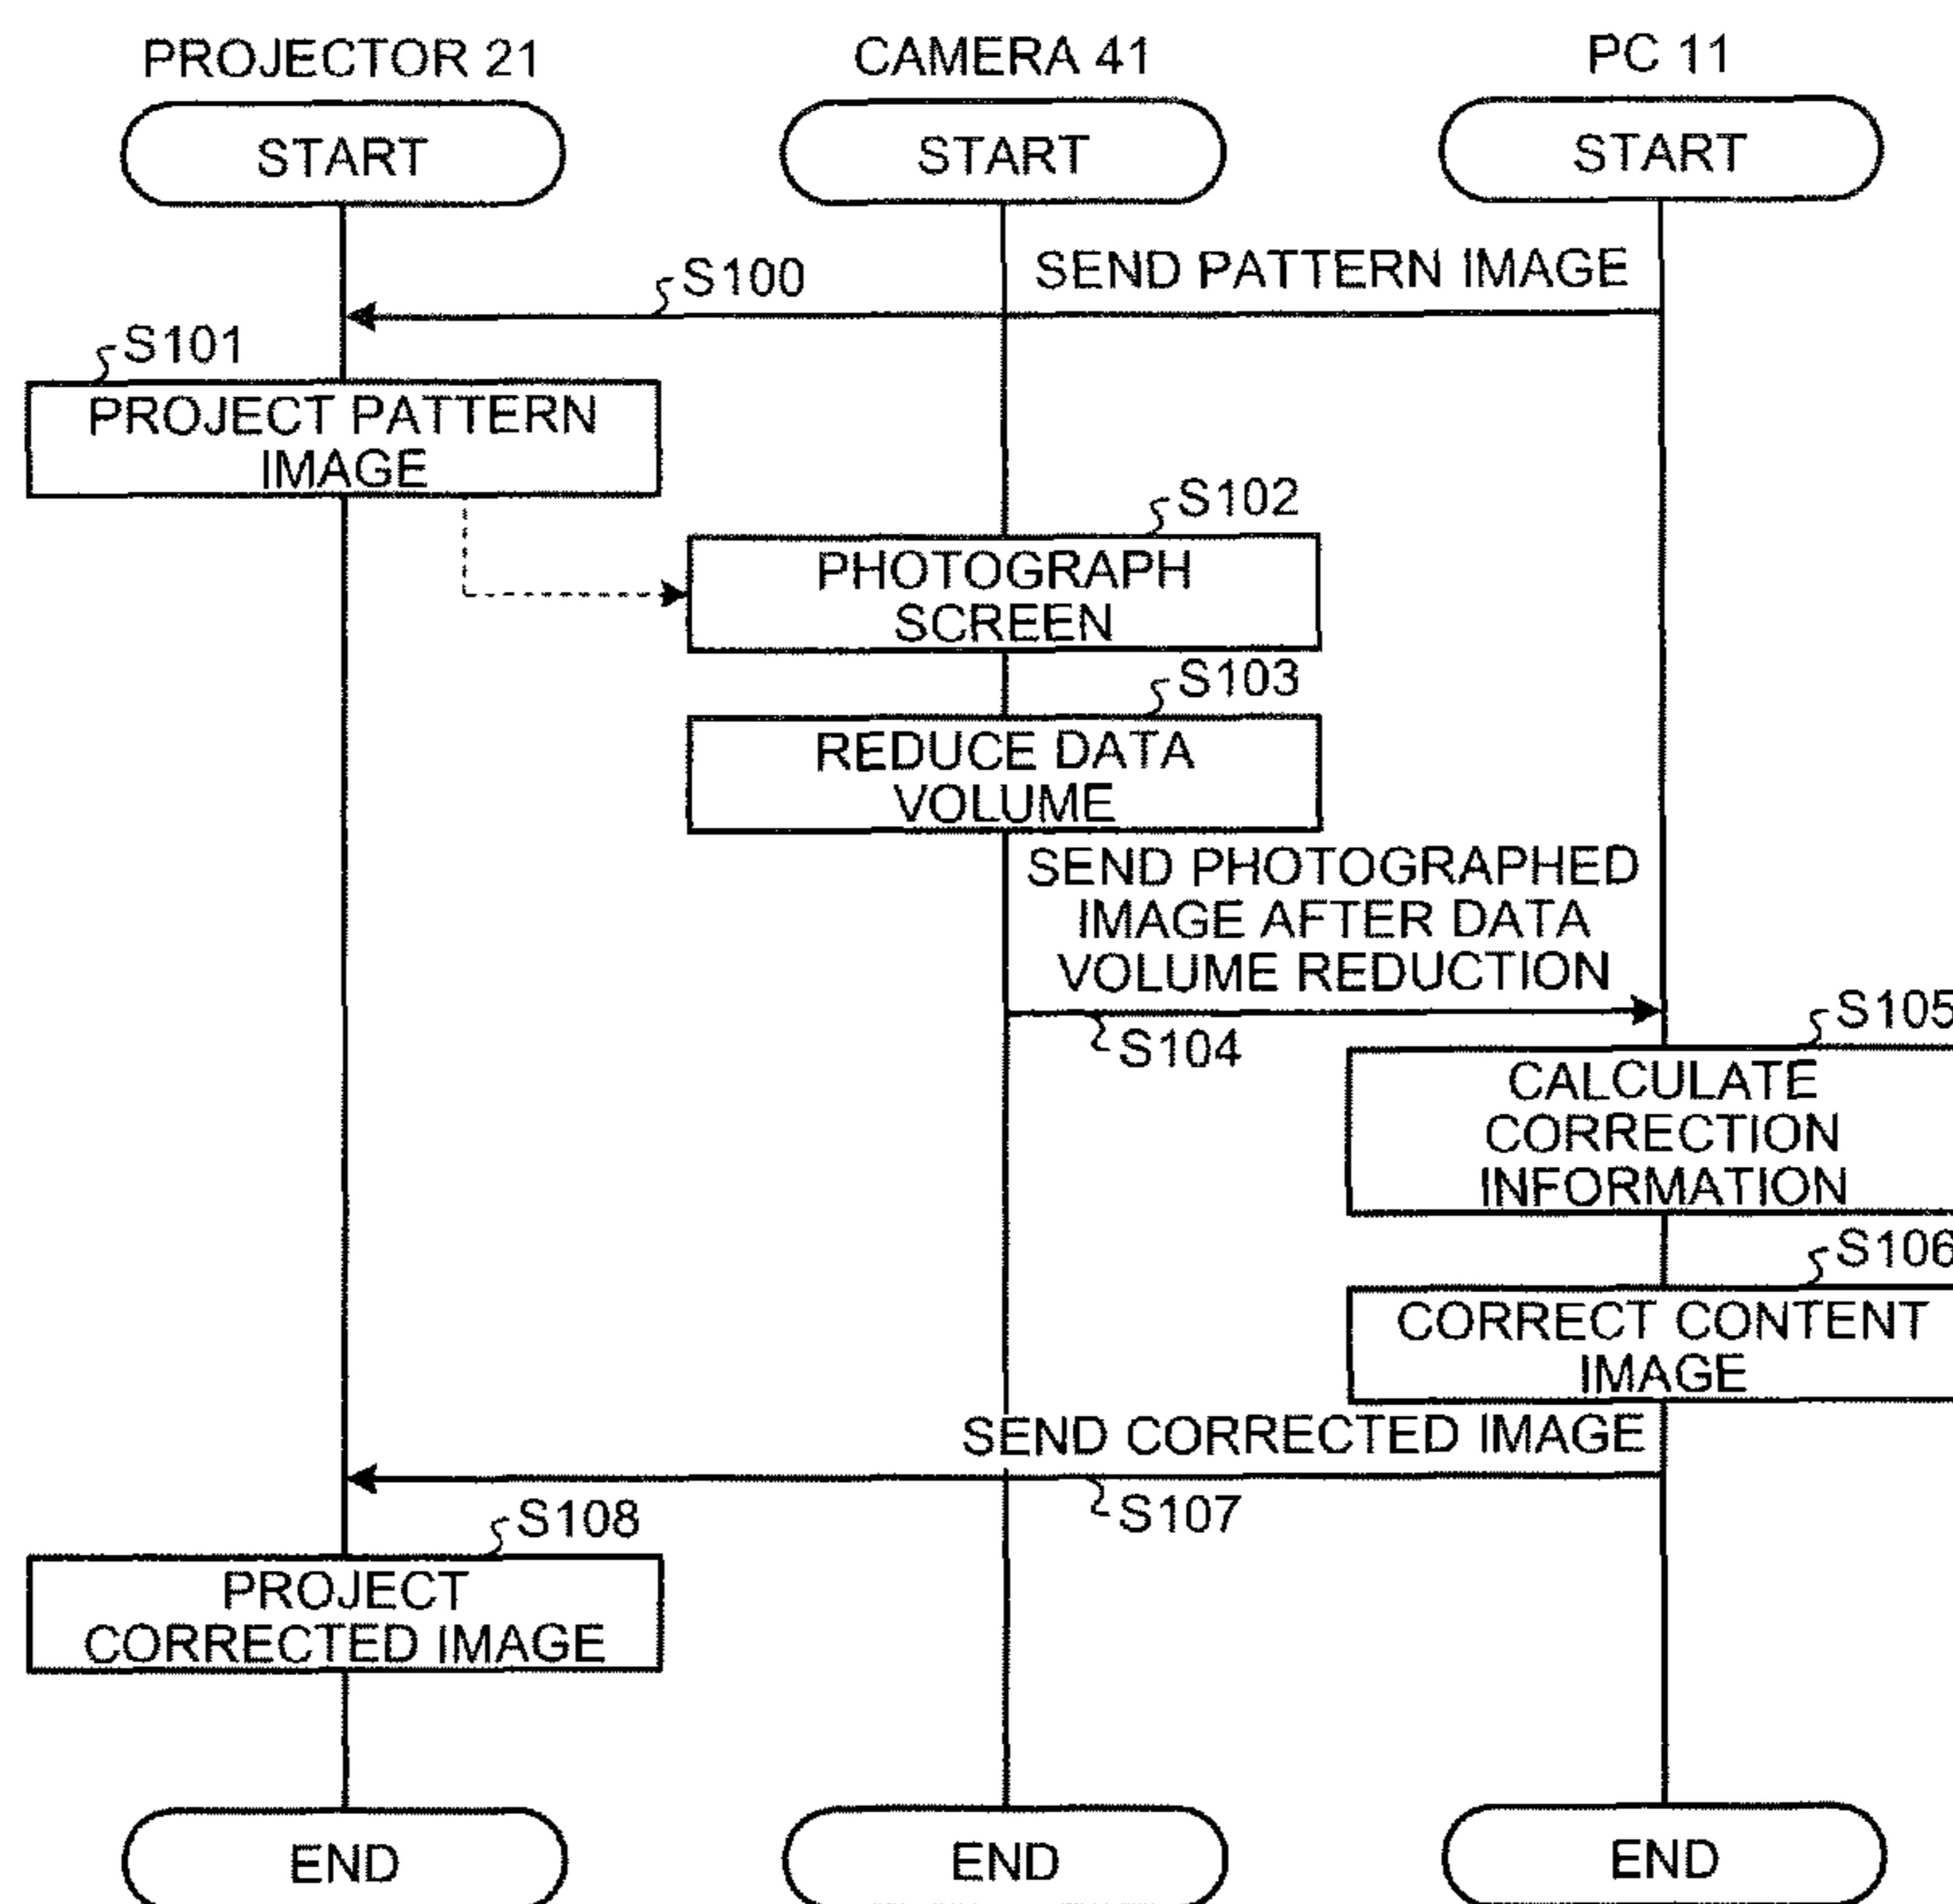 PROJECTOR 21
CAMERA 41
PC 11
START
START
START
SEND PATTERN IMAGE
S100
S101
PROJECT PATTERN
IMAGE
S102
PHOTOGRAPH
SCREEN
S103
REDUCE DATA
VOLUME
SEND PHOTOGRAPHED
IMAGE AFTER DATA
VOLUME REDUCTION
S104
S105
CALCULATE
CORRECTION
INFORMATION
S106
CORRECT CONTENT
IMAGE
SEND CORRECTED IMAGE
S107
S108
PROJECT
CORRECTED IMAGE
END
END
END